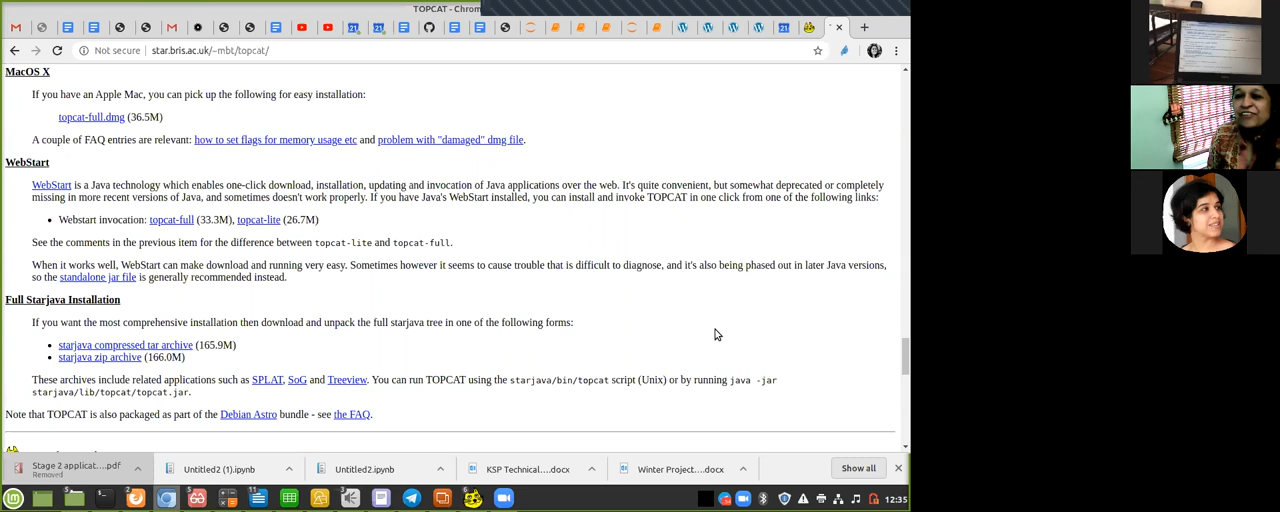 TOPCAT - Chrom
Not secure star.bris.ac.uk/~mbt/topcat/
MacOS X
If you have an Apple Mac, you can pick up the following for easy installation:
topcat-full.dmg (36.5M)
A couple of FAQ entries are relevant: how to set flags for memory usage etc and problem with "damaged" dmg file.
WebStart
WebStart is a Java technology which enables one-click download, installation, updating and invocation of Java applications over the web. It's quite convenient, but somewhat deprecated or completely
missing in more recent versions of Java, and sometimes doesn't work properly. If you have Java's WebStart installed, you can install and invoke TOPCAT in one click from one of the following links:
• Webstart invocation: topcat-full (33.3M), topcat-lite (26.7M)
See the comments in the previous item for the difference between topcat-lite and topcat-full.
When it works well, WebStart can make download and running very easy. Sometimes however it seems to cause trouble that is difficult to diagnose, and it's also being phased out in later Java versions,
so the standalone jar file is generally recommended instead.
Full Starjava Installation
If you want the most comprehensive installation then download and unpack the full starjava tree in one of the following forms:
• starjava compressed tar archive (165.9M)
• starjava zip archive (166.0M)
These archives include related applications such as SPLAT, SoG and Treeview. You can run TOPCAT using the starjava/bin/topcat script (Unix) or by running java -jar
starjava/lib/topcat/topcat.jar.
Note that TOPCAT is also packaged as part of the Debian Astro bundle - see the FAQ.
Stage 2 applicat....pdf
Removed
Untitled2 (1).ipynb
Untitled2.ipynb
KSP Technical....docx
Winter Project....docx
Show all
12:35